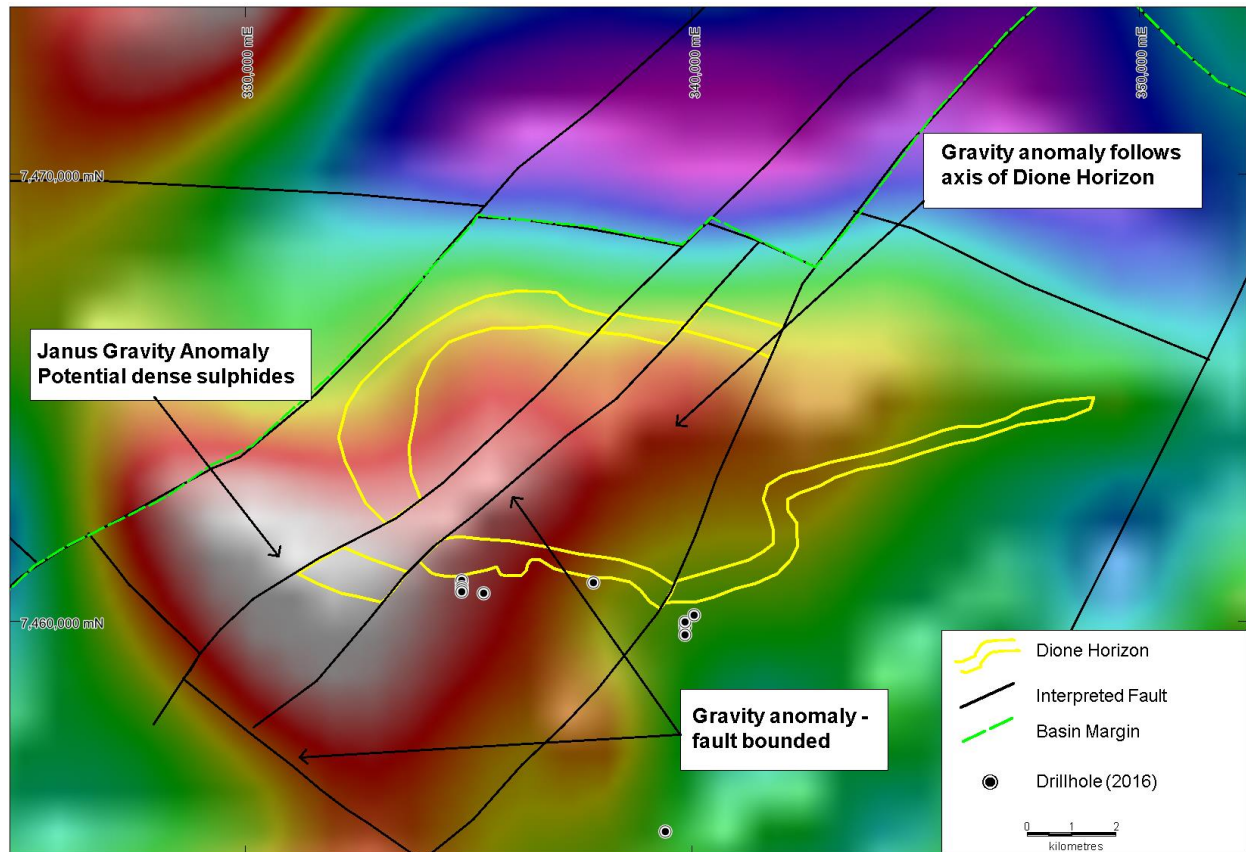 330,000 mE
340,000 mE
350,000 mE
7,470,000 mN
Gravity anomaly follows
axis of Dione Horizon
Janus Gravity Anomaly
Potential dense sulphides
7,460,000 mN
Gravity anomaly -
fault bounded
Dione Horizon
Interpreted Fault
Basin Margin
Drillhole (2016)
0 1 2
kilometres